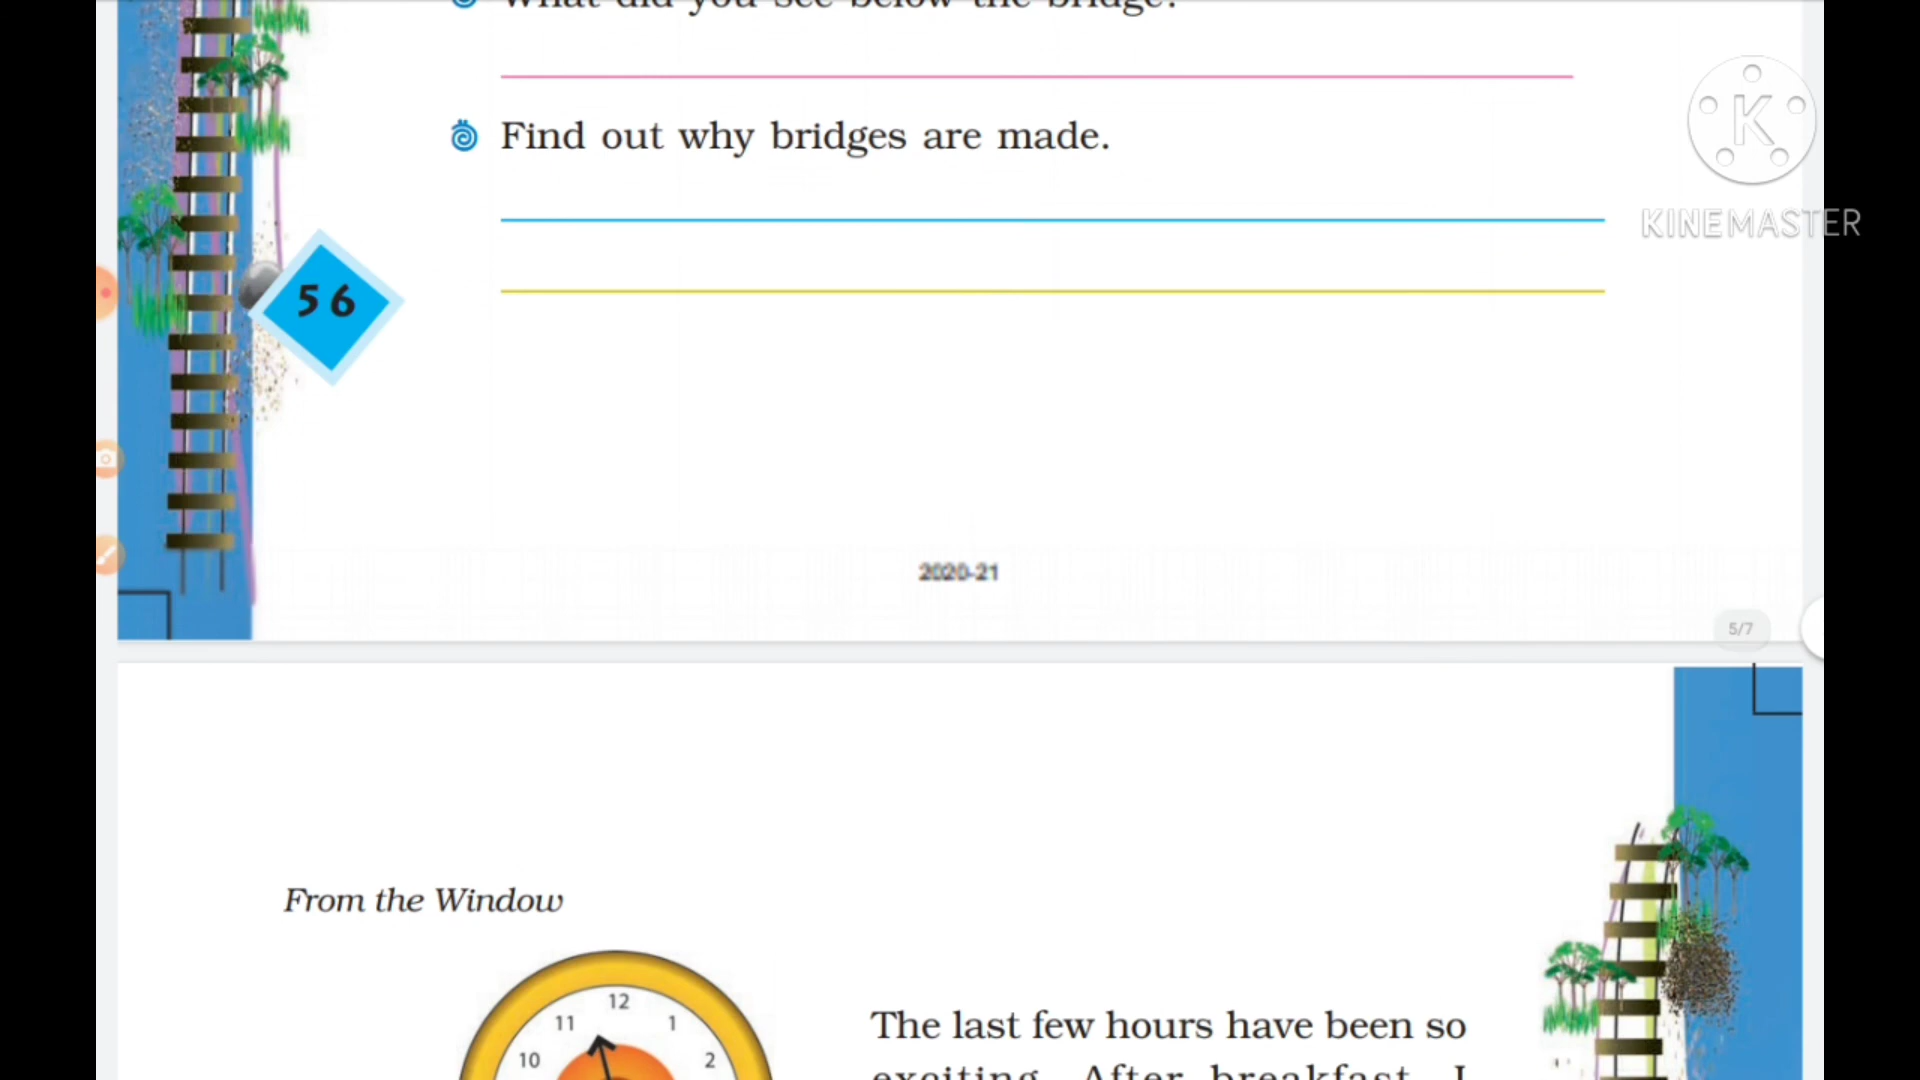 What did you see below the bridge?
Find out why bridges are made.
K
KINEMASTER
56
2020-21
5/7
From the Window
12
11
1
10
2
The last few hours have been so
exciting. After breakfast, I